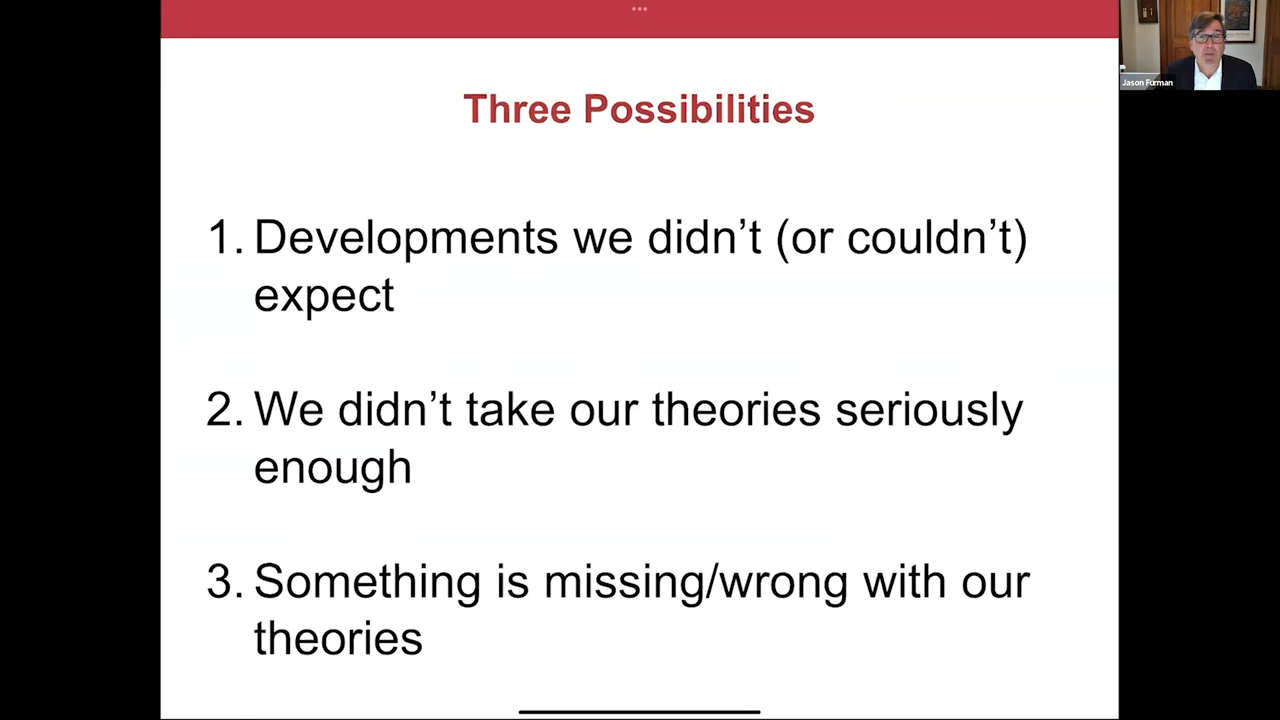 Three Possibilities
1. Developments we didn’t (or couldn’t)
expect
2. We didn’t take our theories seriously
enough
3. Something is missing/wrong with our
theories
Jason Furman